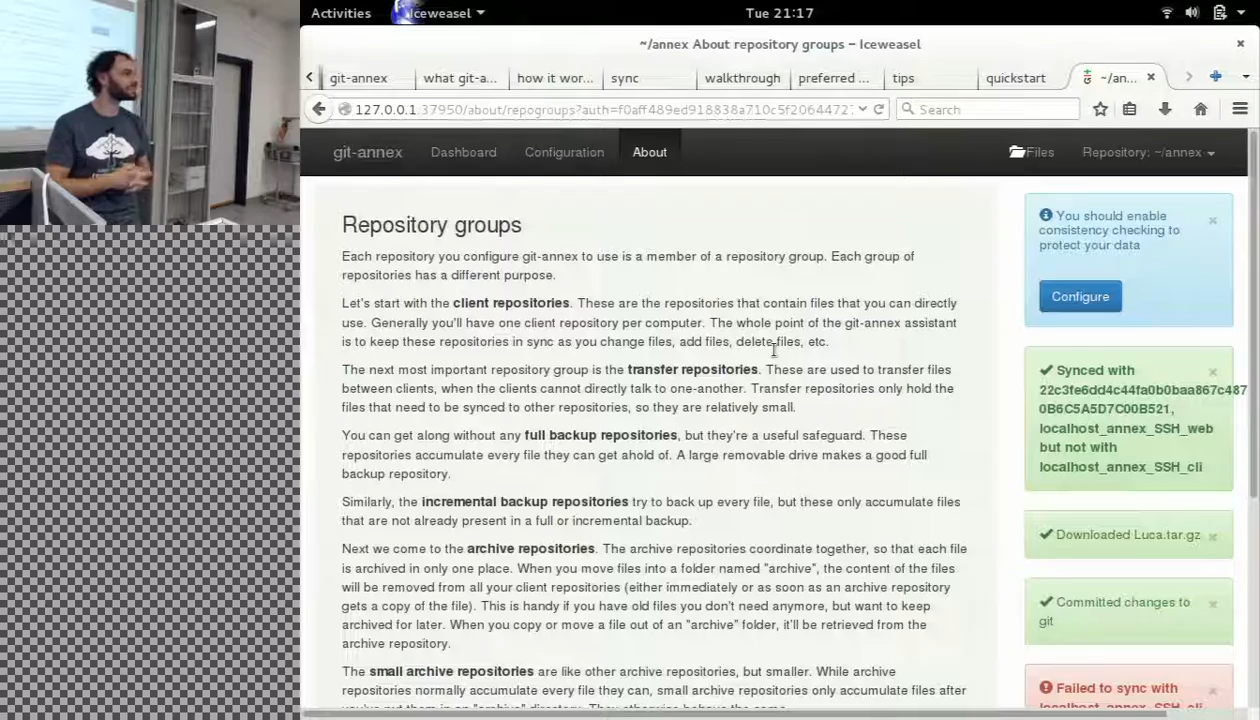 Activities
Iceweasel
Tue 21:17
~/annex About repository groups – Iceweasel
git-annex
what git-a...
how it wor...
sync
walkthrough
preferred ...
tips
quickstart
~/an...
127.0.0.1:37950/about/repogroups?auth=f0aff489ed918838a710c5f20644727
Search
git-annex
Dashboard
Configuration
About
Files
Repository: ~/annex
Repository groups
Each repository you configure git-annex to use is a member of a repository group. Each group of
repositories has a different purpose.
Let's start with the client repositories. These are the repositories that contain files that you can directly
use. Generally you'll have one client repository per computer. The whole point of the git-annex assistant
is to keep these repositories in sync as you change files, add files, delete files, etc.
The next most important repository group is the transfer repositories. These are used to transfer files
between clients, when the clients cannot directly talk to one-another. Transfer repositories only hold the
files that need to be synced to other repositories, so they are relatively small.
You can get along without any full backup repositories, but they're a useful safeguard. These
repositories accumulate every file they can get ahold of. A large removable drive makes a good full
backup repository.
Similarly, the incremental backup repositories try to back up every file, but these only accumulate files
that are not already present in a full or incremental backup.
Next we come to the archive repositories. The archive repositories coordinate together, so that each file
is archived in only one place. When you move files into a folder named "archive", the content of the files
will be removed from all your client repositories (either immediately or as soon as an archive repository
gets a copy of the file). This is handy if you have old files you don't need anymore, but want to keep
archived for later. When you copy or move a file out of an "archive" folder, it'll be retrieved from the
archive repository.
The small archive repositories are like other archive repositories, but smaller. While archive
repositories normally accumulate every file they can, small archive repositories only accumulate files after
you've put them in an "archive" directory. They otherwise behave the same.
You should enable
consistency checking to
protect your data
Configure
Synced with
22c3fe6dd4c44fa0b0baa867c487
0B6C5A5D7C00B521,
localhost_annex_SSH_web
but not with
localhost_annex_SSH_cli
Downloaded Luca.tar.gz
Committed changes to
git
Failed to sync with
localhost_annex_SSH_cli